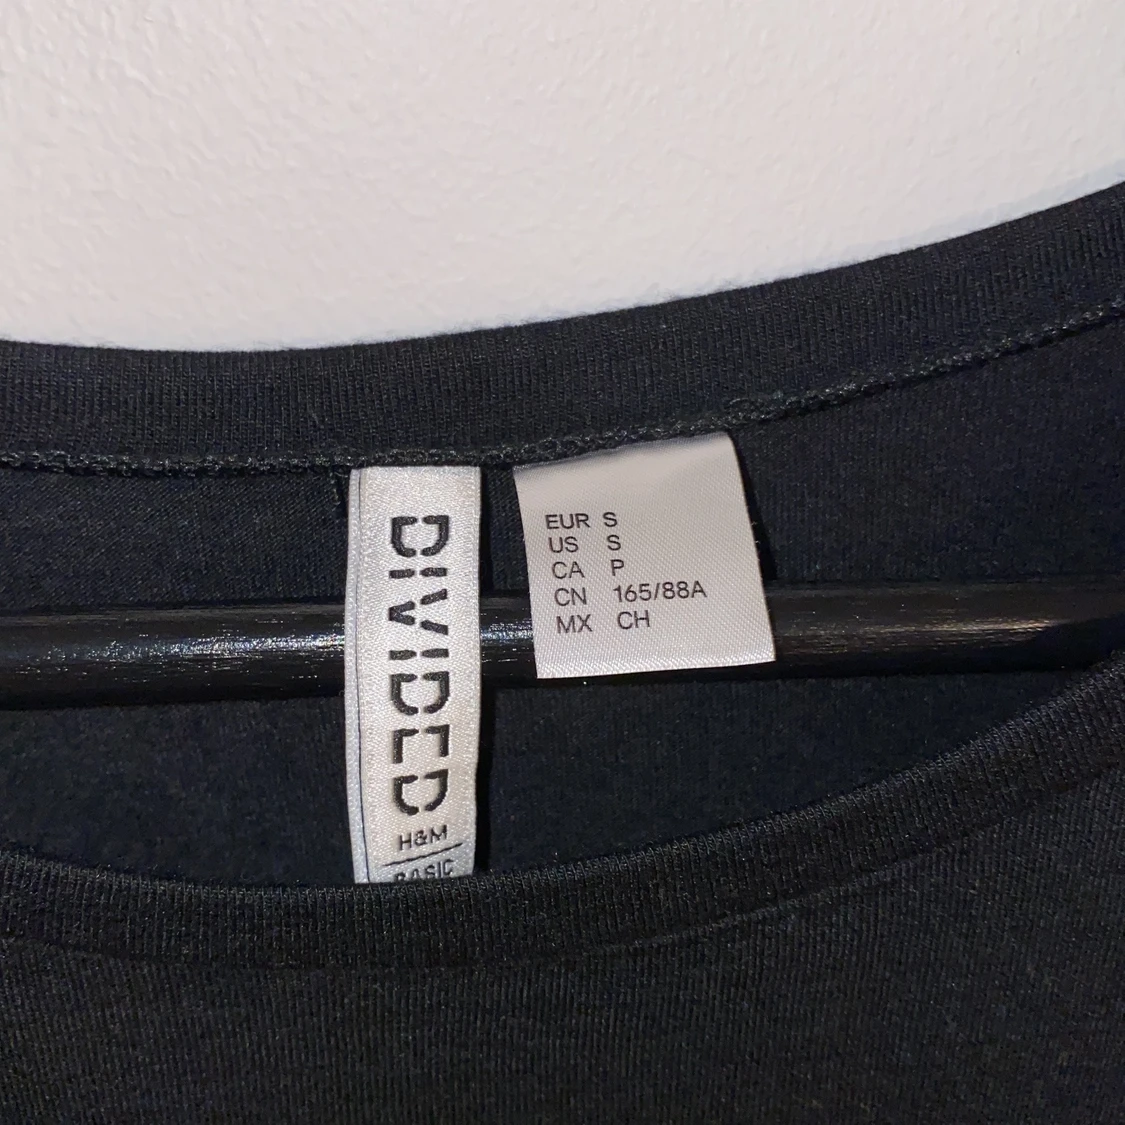 DIVIDED
H&M
BASIC
EUR S
US S
CA P
CN 165/88A
MX CH